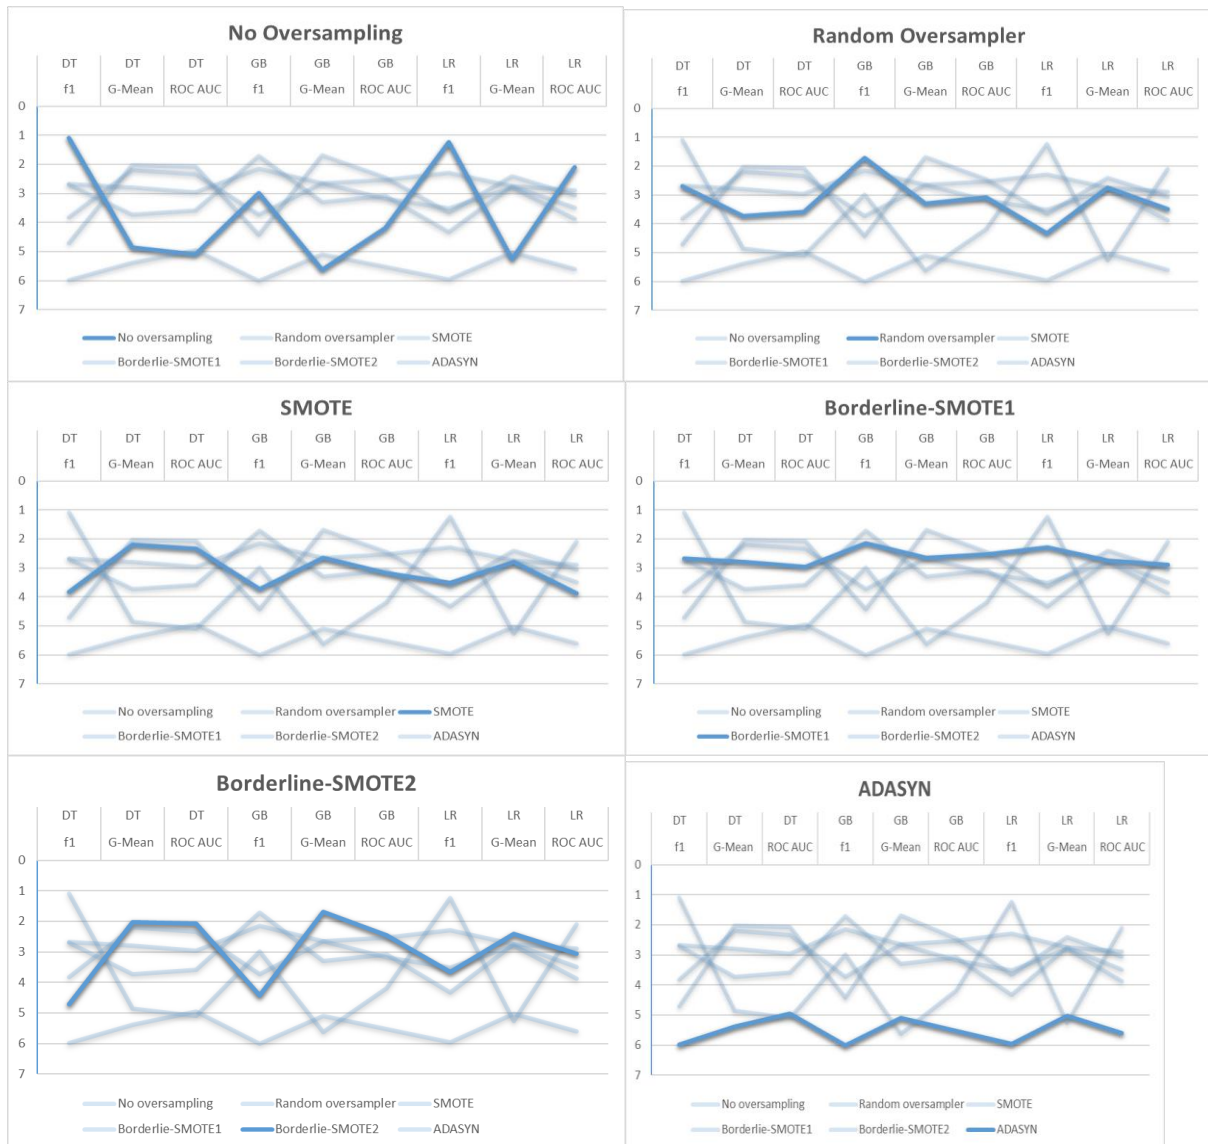 No Oversampling
DT DT DT GB GB GB LR LR LR
f1 G-Mean ROC AUC f1 G-Mean ROC AUC f1 G-Mean ROC AUC
0
1
2
3
4
5
6
7
No oversampling Random oversampler SMOTE
Borderlie-SMOTE1 Borderlie-SMOTE2 ADASYN
Random Oversampler
DT DT DT GB GB GB LR LR LR
f1 G-Mean ROC AUC f1 G-Mean ROC AUC f1 G-Mean ROC AUC
0
1
2
3
4
5
6
7
No oversampling Random oversampler SMOTE
Borderlie-SMOTE1 Borderlie-SMOTE2 ADASYN
SMOTE
DT DT DT GB GB GB LR LR LR
f1 G-Mean ROC AUC f1 G-Mean ROC AUC f1 G-Mean ROC AUC
0
1
2
3
4
5
6
7
No oversampling Random oversampler SMOTE
Borderlie-SMOTE1 Borderlie-SMOTE2 ADASYN
Borderline-SMOTE1
DT DT DT GB GB GB LR LR LR
f1 G-Mean ROC AUC f1 G-Mean ROC AUC f1 G-Mean ROC AUC
0
1
2
3
4
5
6
7
No oversampling Random oversampler SMOTE
Borderlie-SMOTE1 Borderlie-SMOTE2 ADASYN
Borderline-SMOTE2
DT DT DT GB GB GB LR LR LR
f1 G-Mean ROC AUC f1 G-Mean ROC AUC f1 G-Mean ROC AUC
0
1
2
3
4
5
6
7
No oversampling Random oversampler SMOTE
Borderlie-SMOTE1 Borderlie-SMOTE2 ADASYN
ADASYN
DT DT DT GB GB GB LR LR LR
f1 G-Mean ROC AUC f1 G-Mean ROC AUC f1 G-Mean ROC AUC
0
1
2
3
4
5
6
7
No oversampling Random oversampler SMOTE
Borderlie-SMOTE1 Borderlie-SMOTE2 ADASYN